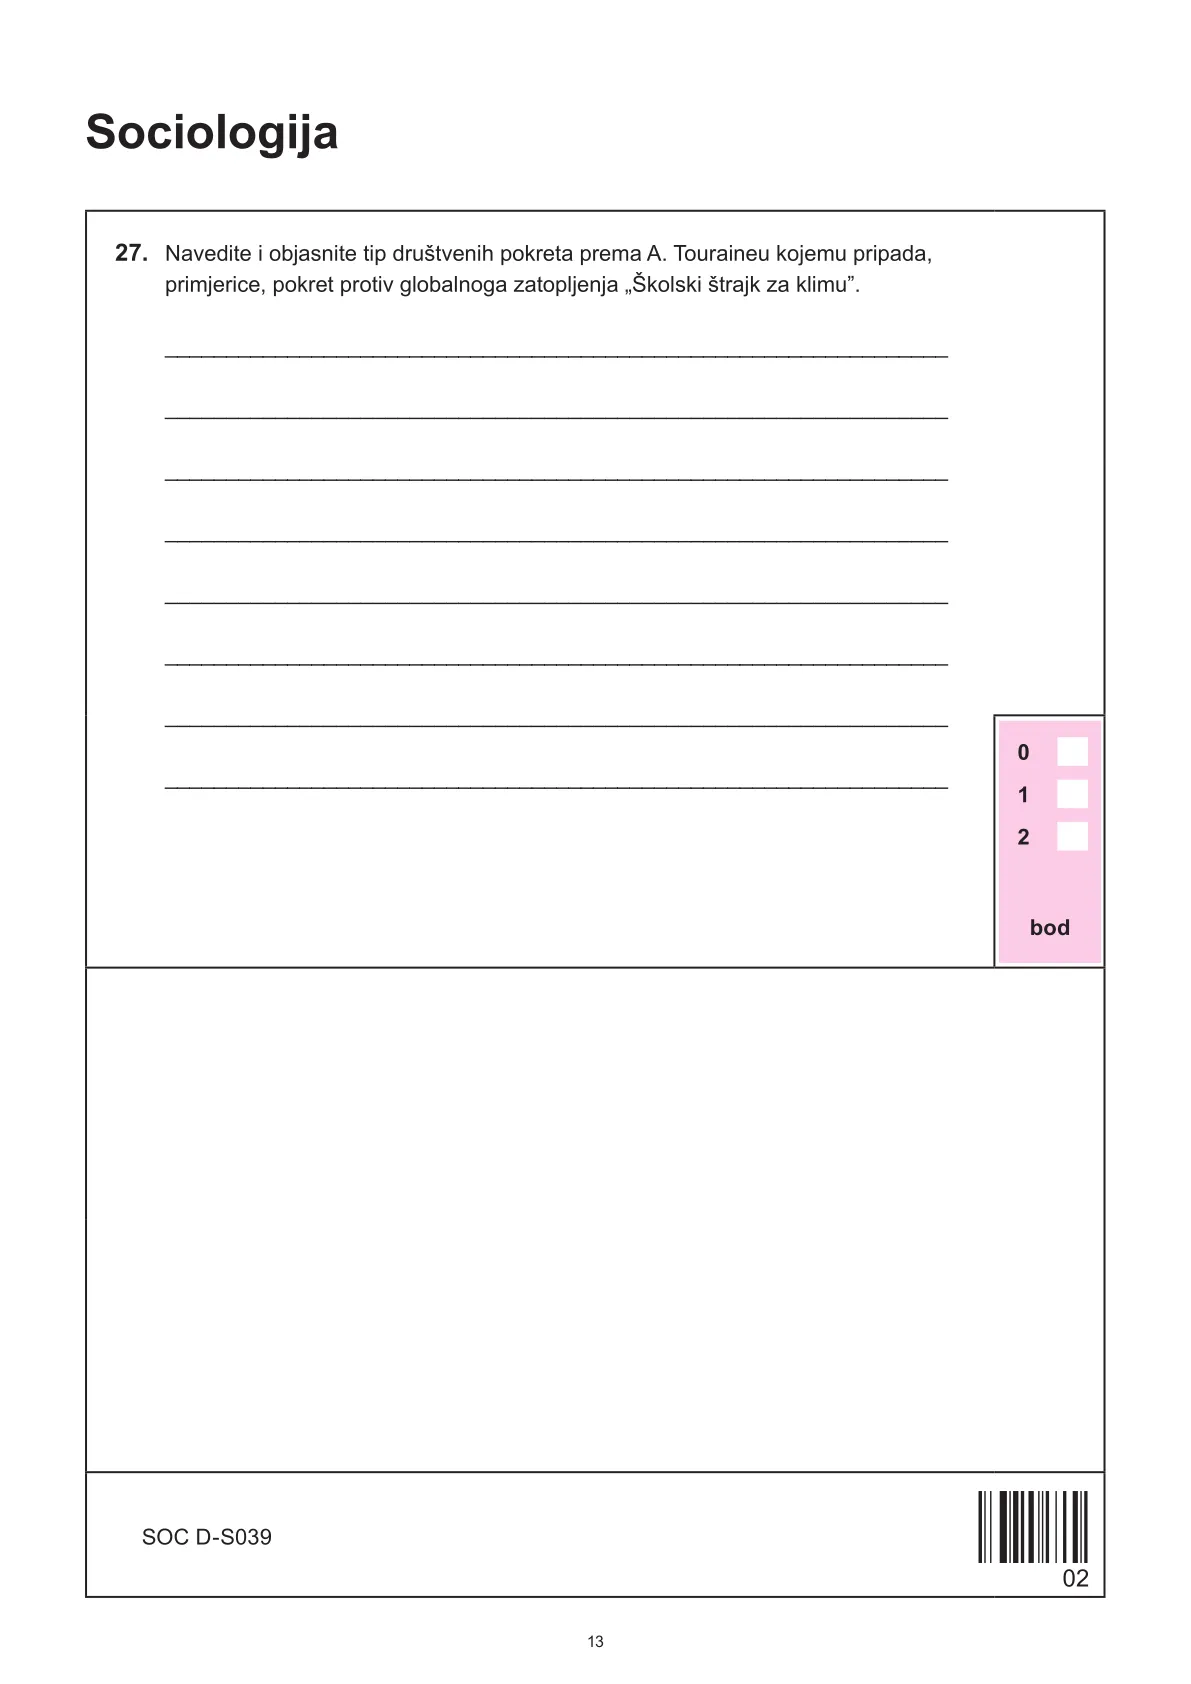 Sociologija
27. Navedite i objasnite tip društvenih pokreta prema A. Touraineu kojemu pripada,
primjerice, pokret protiv globalnoga zatopljenja „Školski štrajk za klimu”.
0
1
2
bod
SOC D-S039
02
13